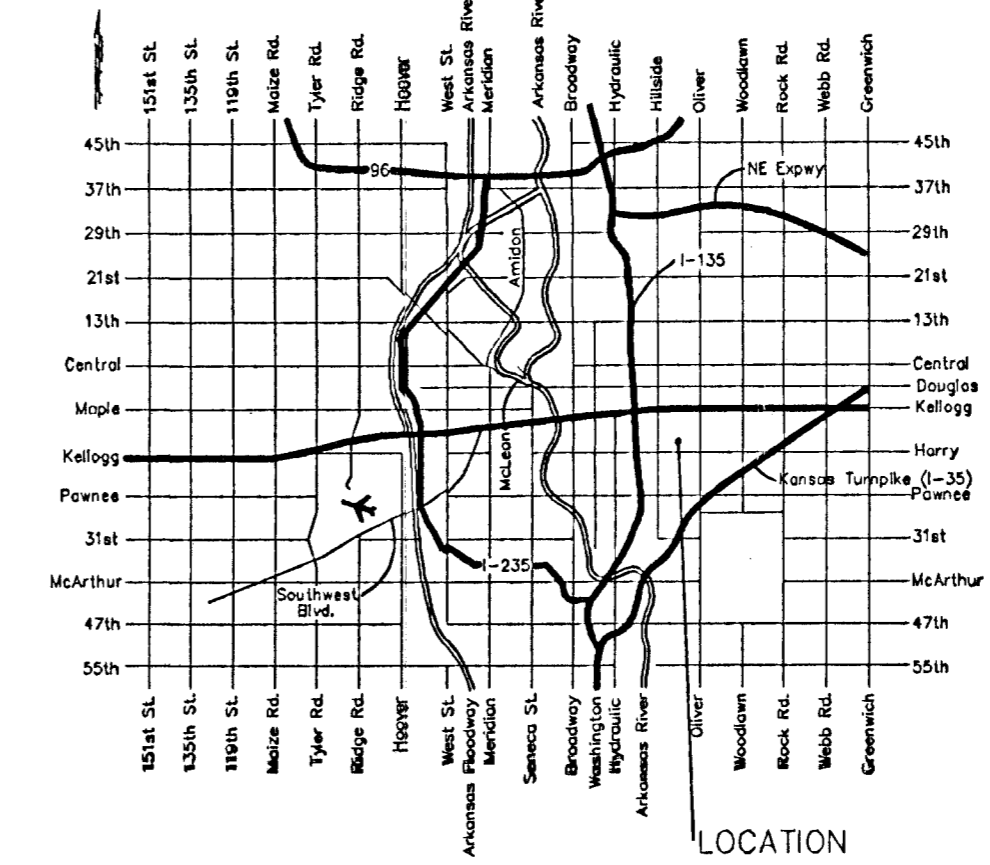 151st St.
135th St.
119th St.
Maize Rd.
Tyler Rd.
Ridge Rd.
Hoover
West St.
Arkansas River
Meridian
Arkansas River
Broadway
Hydraulic
Hillside
Oliver
Woodlawn
Rock Rd.
Webb Rd.
Greenwich
45th
45th
96
NE Expwy
37th
37th
29th
29th
Amidon
I-135
21st
21st
13th
13th
Central
Central
Douglas
Maple
Kellogg
McLean
Kellogg
Harry
Kansas Turnpike (I-35)
Pawnee
Pawnee
31st
31st
I-235
McArthur
McArthur
Southwest
Blvd.
47th
47th
55th
55th
151st St.
135th St.
119th St.
Maize Rd.
Tyler Rd.
Ridge Rd.
Hoover
West St.
Arkansas Floodway
Meridian
Seneca St.
Broadway
Washington
Hydraulic
Arkansas River
Oliver
Woodlawn
Rock Rd.
Webb Rd.
Greenwich
LOCATION